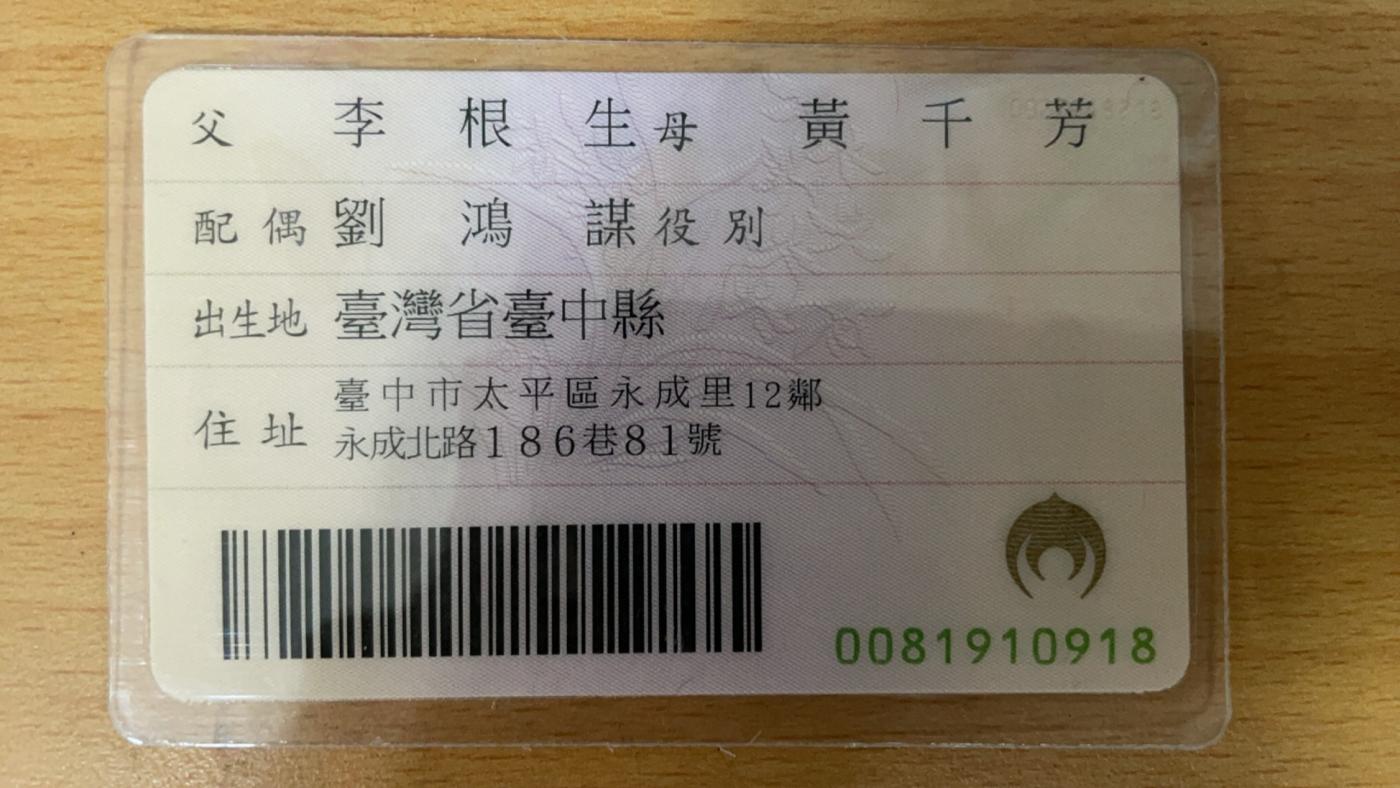 父 李根生 母 黃千芳
配偶 劉鴻謀 役別
出生地 臺灣省臺中縣
住址 臺中市太平區永成里12鄰
永成北路186巷81號
0081910918